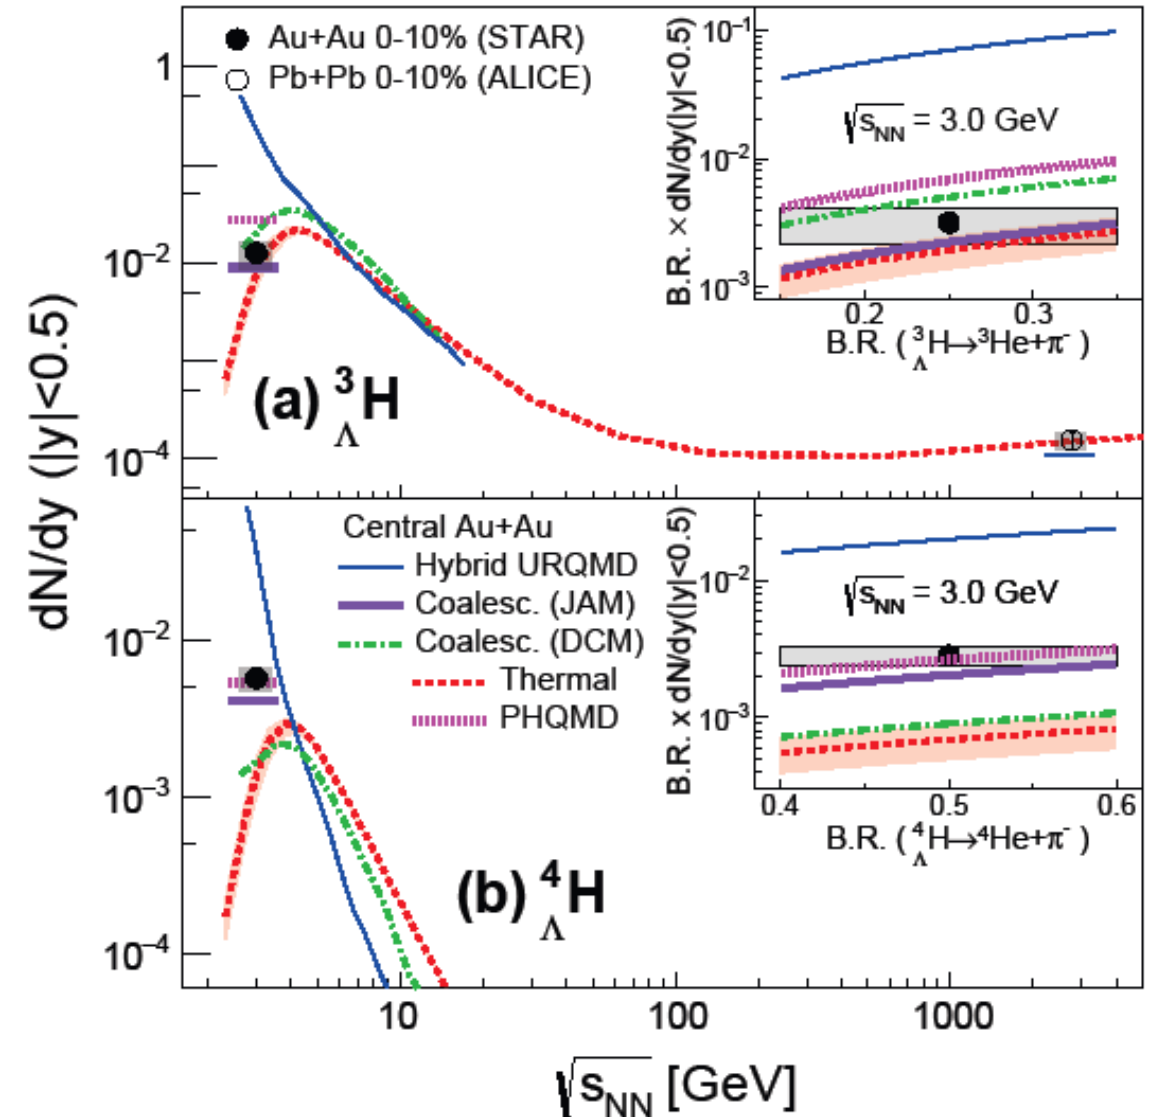 dN/dy (|y|<0.5)
1
10⁻²
10⁻⁴
Au+Au 0-10% (STAR)
Pb+Pb 0-10% (ALICE)
(a) ³ΛH
B.R. × dN/dy(|y|<0.5)
10⁻¹
10⁻²
10⁻³
√sNN = 3.0 GeV
0.2 0.3
B.R. (³ΛH→³He+π⁻)
10⁻²
10⁻³
10⁻⁴
Central Au+Au
Hybrid URQMD
Coalesc. (JAM)
Coalesc. (DCM)
Thermal
PHQMD
(b) ⁴ΛH
B.R. x dN/dy(|y|<0.5)
10⁻²
10⁻³
√sNN = 3.0 GeV
0.4 0.5 0.6
B.R. (⁴ΛH→⁴He+π⁻)
10 100 1000
√sNN [GeV]